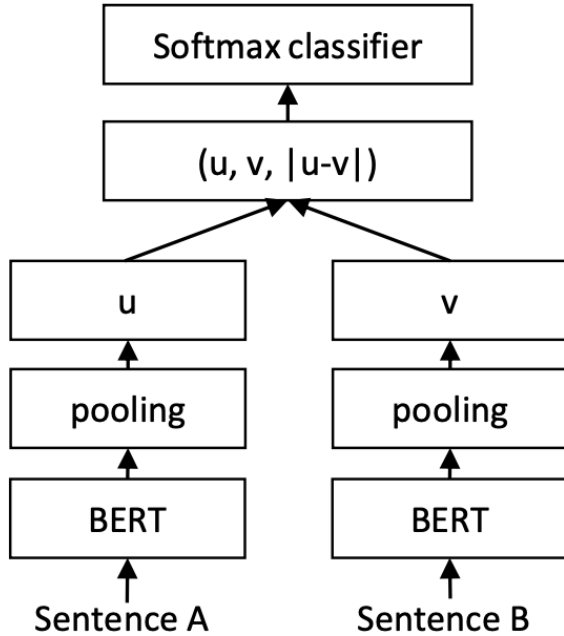 Softmax classifier
(u, v, |u-v|)
u
v
pooling
pooling
BERT
BERT
Sentence A
Sentence B